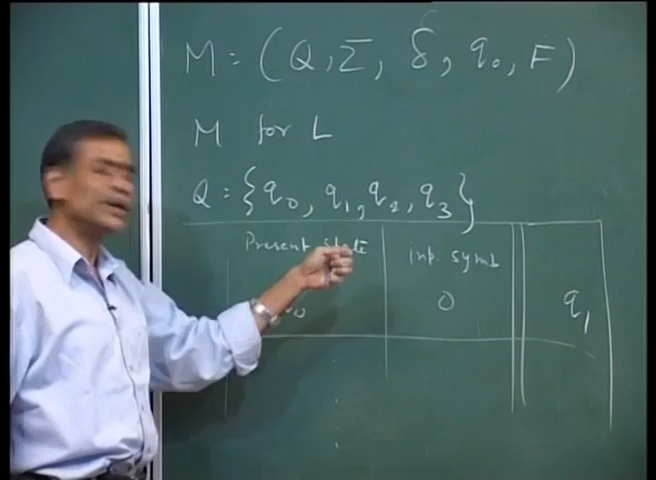 M = (Q, Σ, δ, q₀, F)
M for L
Q = {q₀, q₁, q₂, q₃}
Present state inp. symb
0 q₁